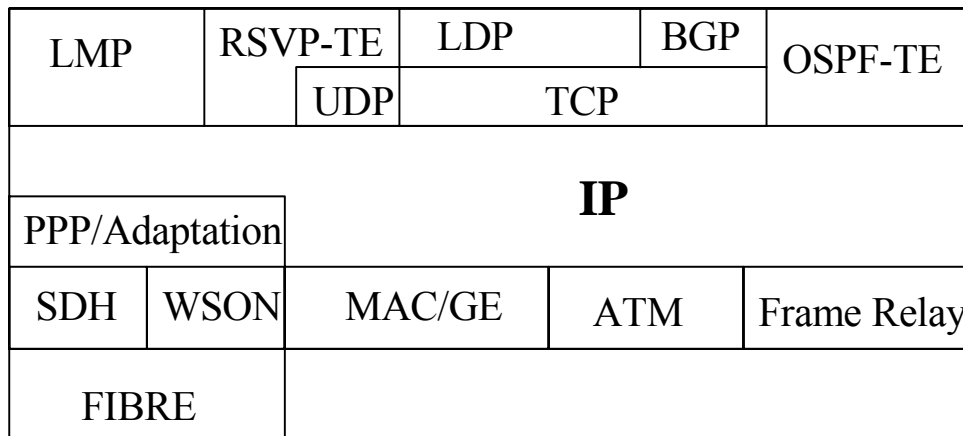 LMP RSVP-TE LDP BGP OSPF-TE
UDP TCP
IP
PPP/Adaptation
SDH WSON MAC/GE ATM Frame Relay
FIBRE